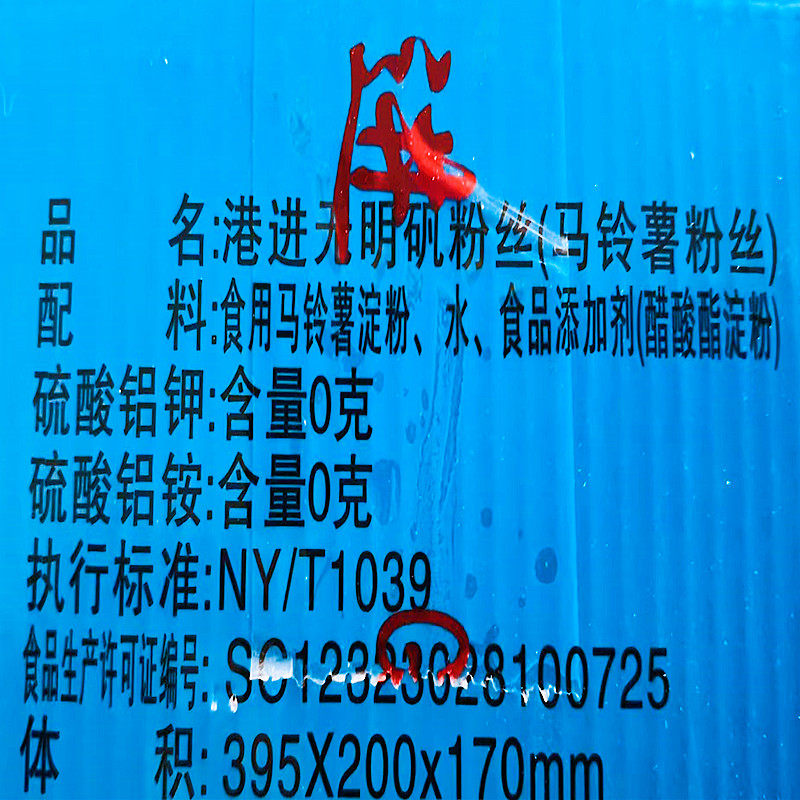 品名:港进无明矾粉丝(马铃薯粉丝)
配料:食用马铃薯淀粉、水、食品添加剂(醋酸酯淀粉)
硫酸铝钾:含量0克
硫酸铝铵:含量0克
执行标准:NY/T1039
食品生产许可证编号: SC12323028100725
体积: 395X200x170mm